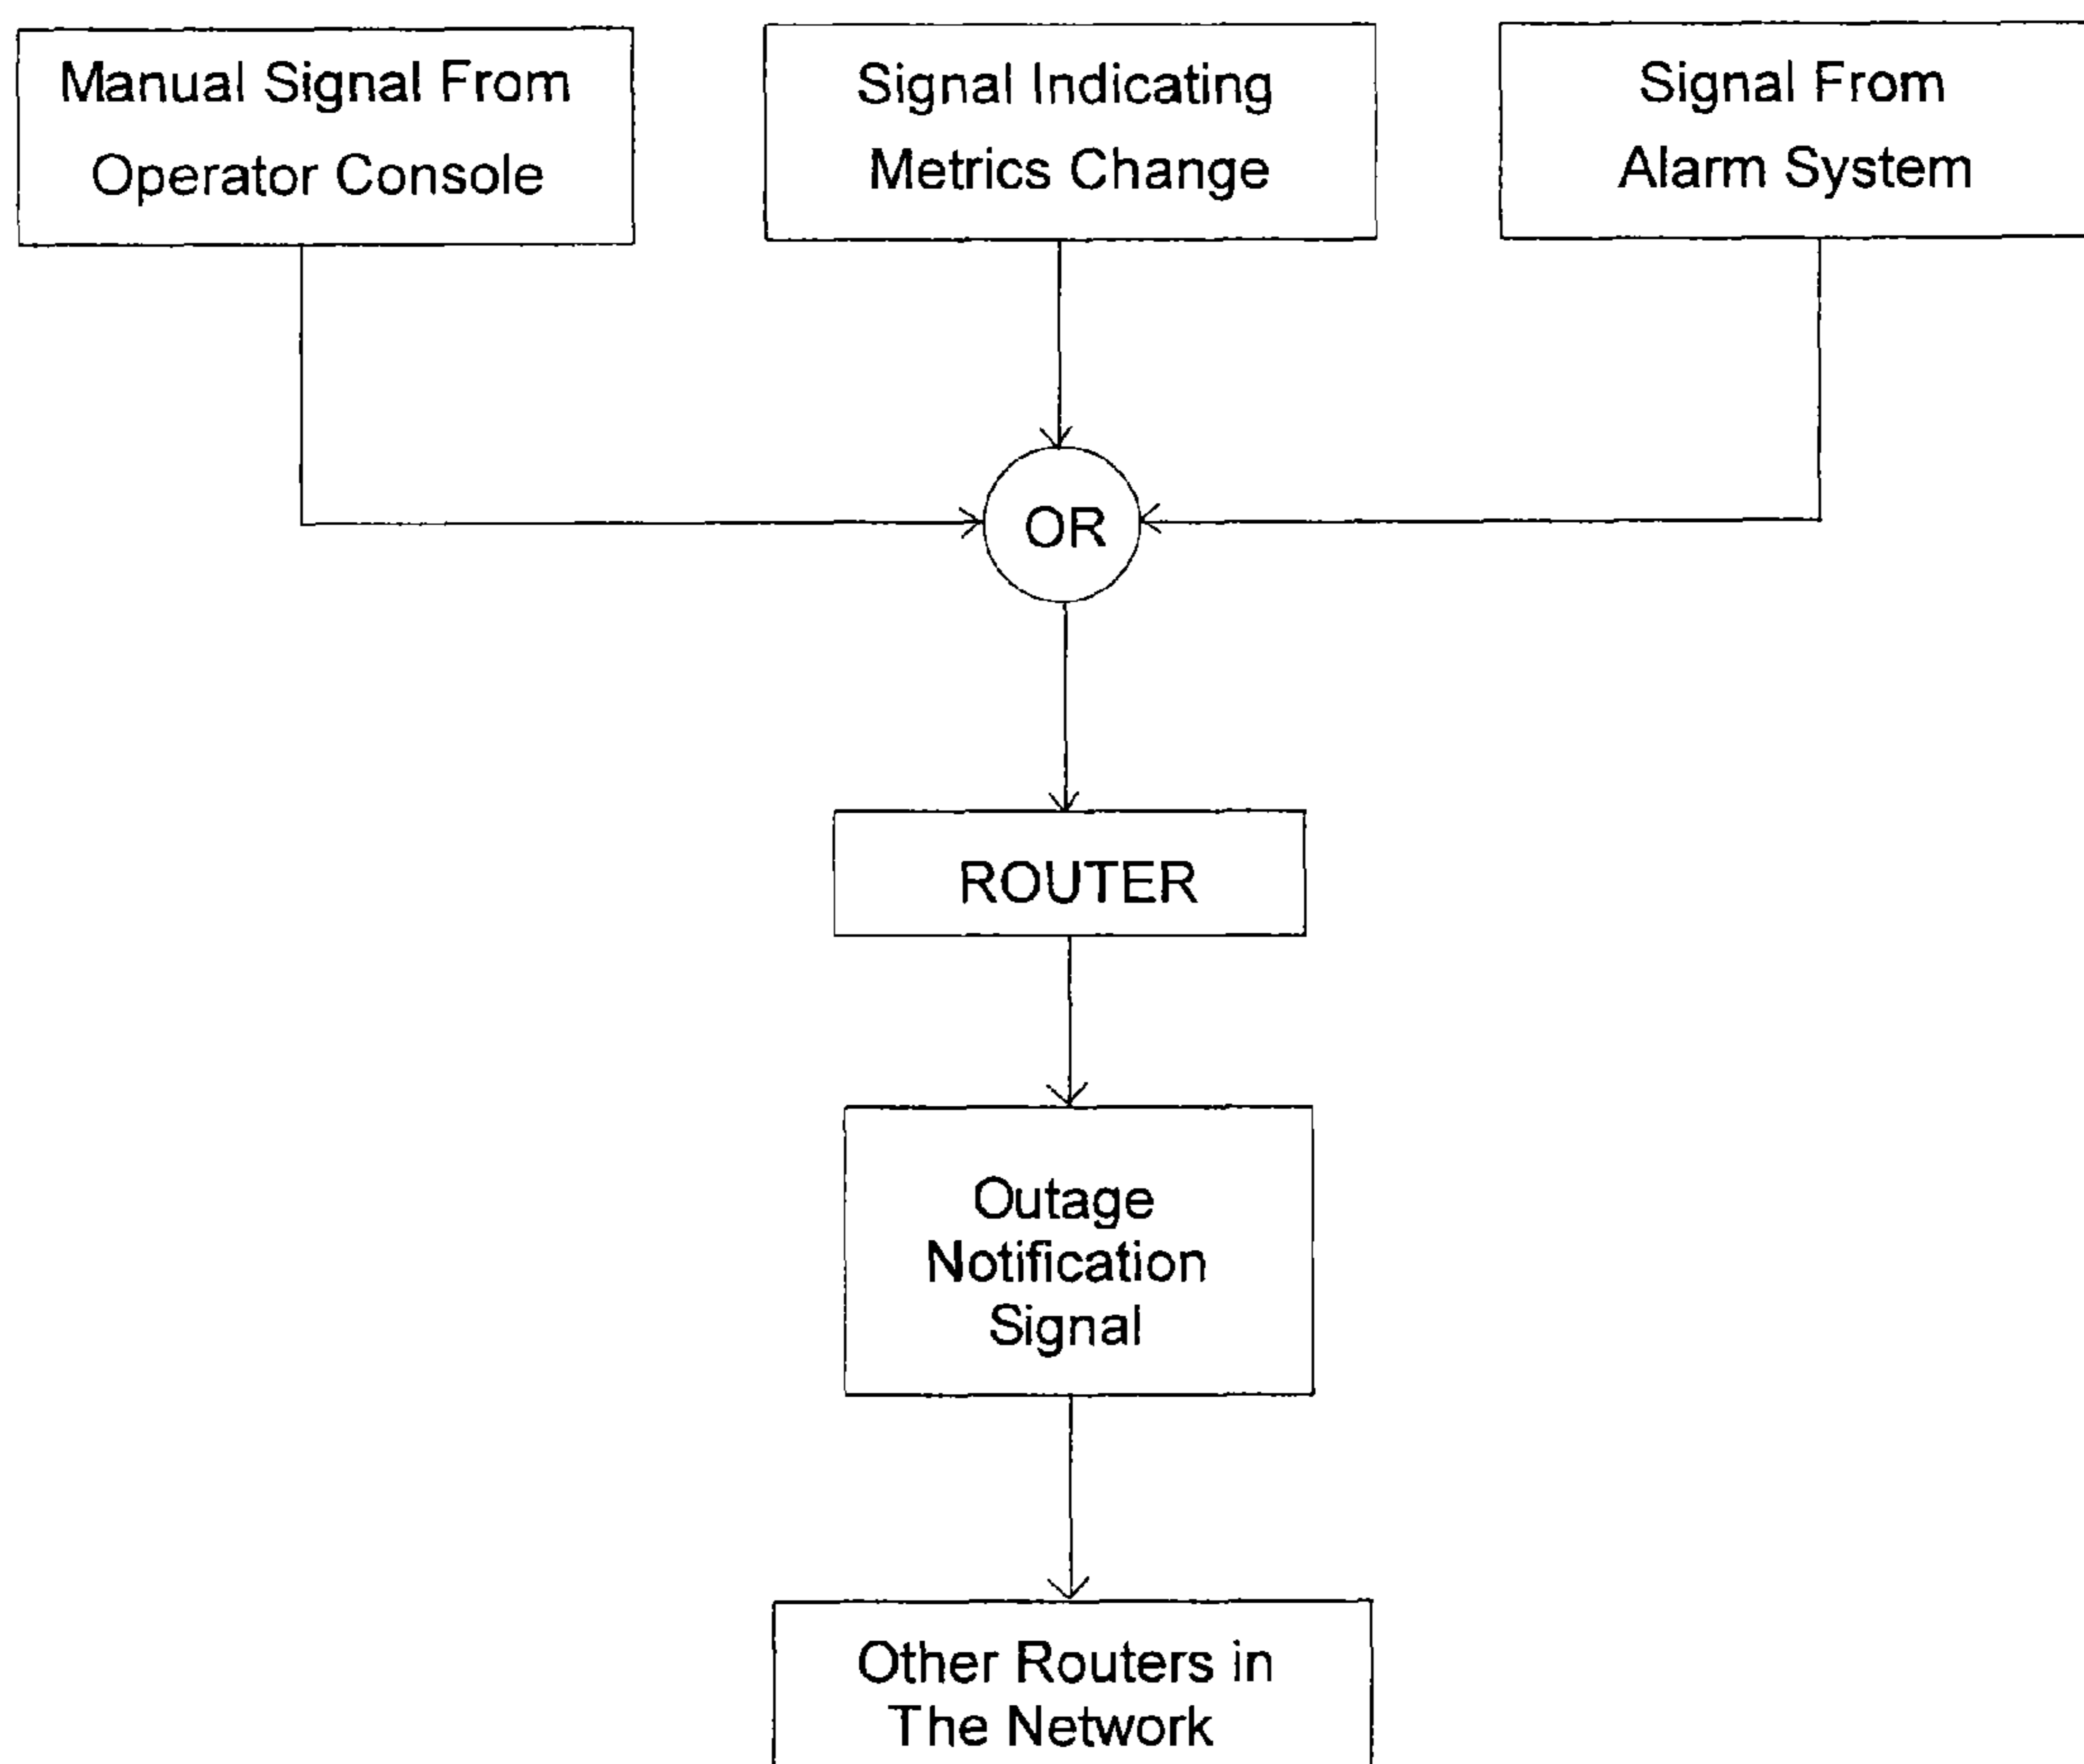 Manual Signal From
Operator Console
Signal Indicating
Metrics Change
Signal From
Alarm System
OR
ROUTER
Outage
Notification
Signal
Other Routers in
The Network